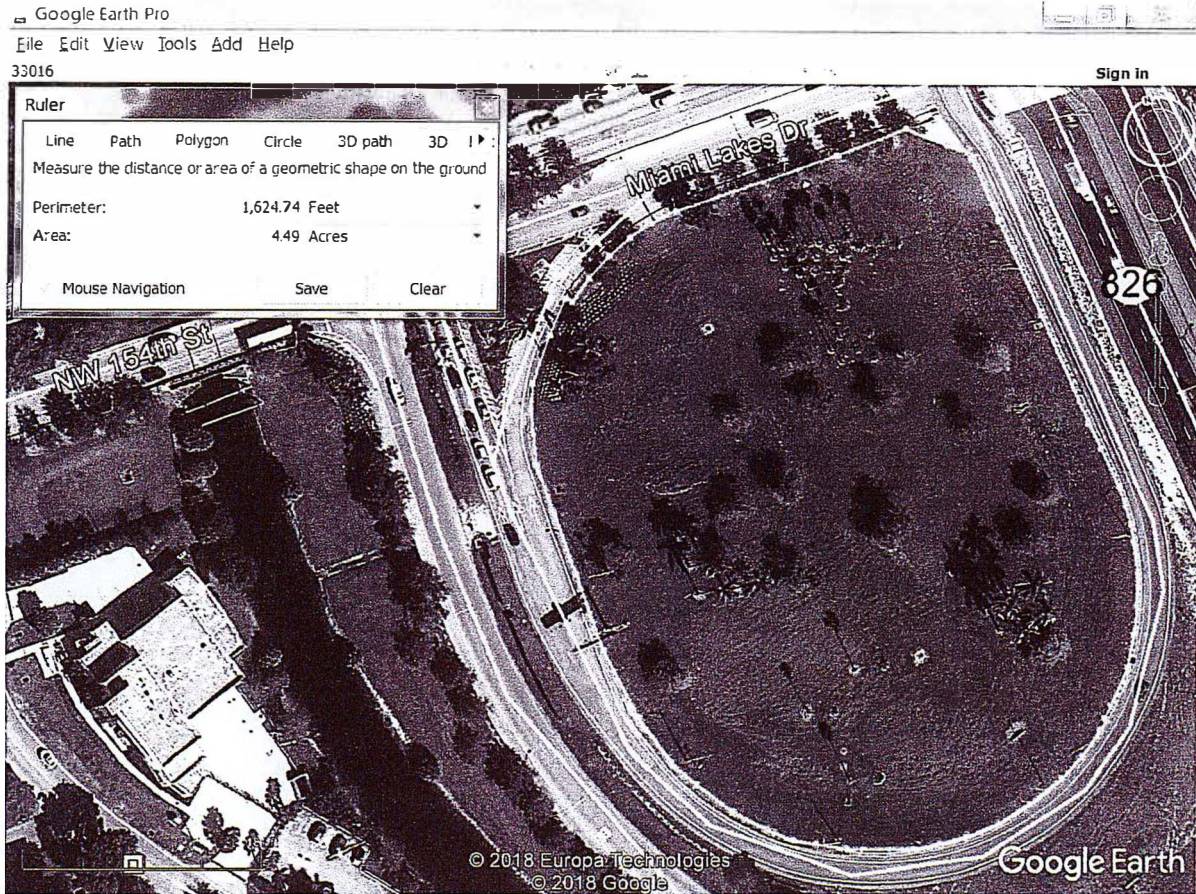 Google Earth Pro
File Edit View Tools Add Help
33016
Sign in
Ruler
Line Path Polygon Circle 3D path 3D
Measure the distance or area of a geometric shape on the ground
Perimeter: 1,624.74 Feet
Area: 4.49 Acres
Mouse Navigation Save Clear
Miami Lakes Dr
826
NW 154th St
© 2018 Europa Technologies
© 2018 Google
Google Earth